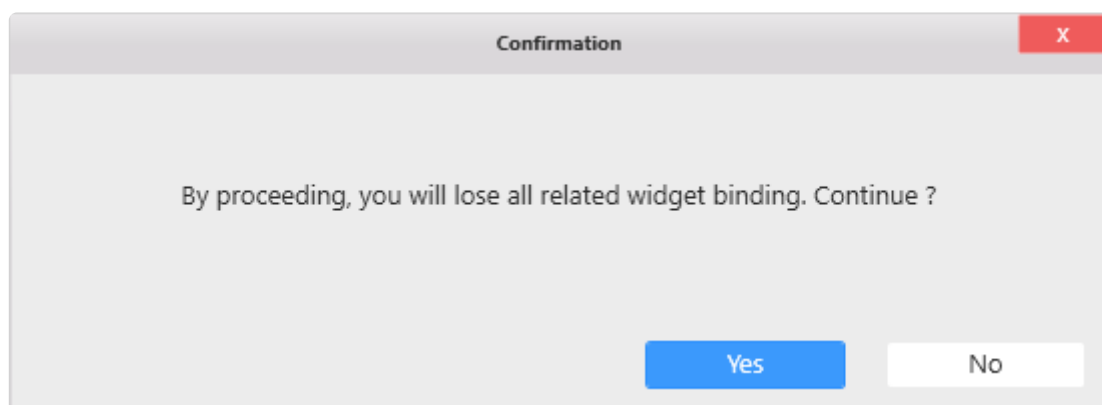 Confirmation
X
By proceeding, you will lose all related widget binding. Continue ?
Yes
No